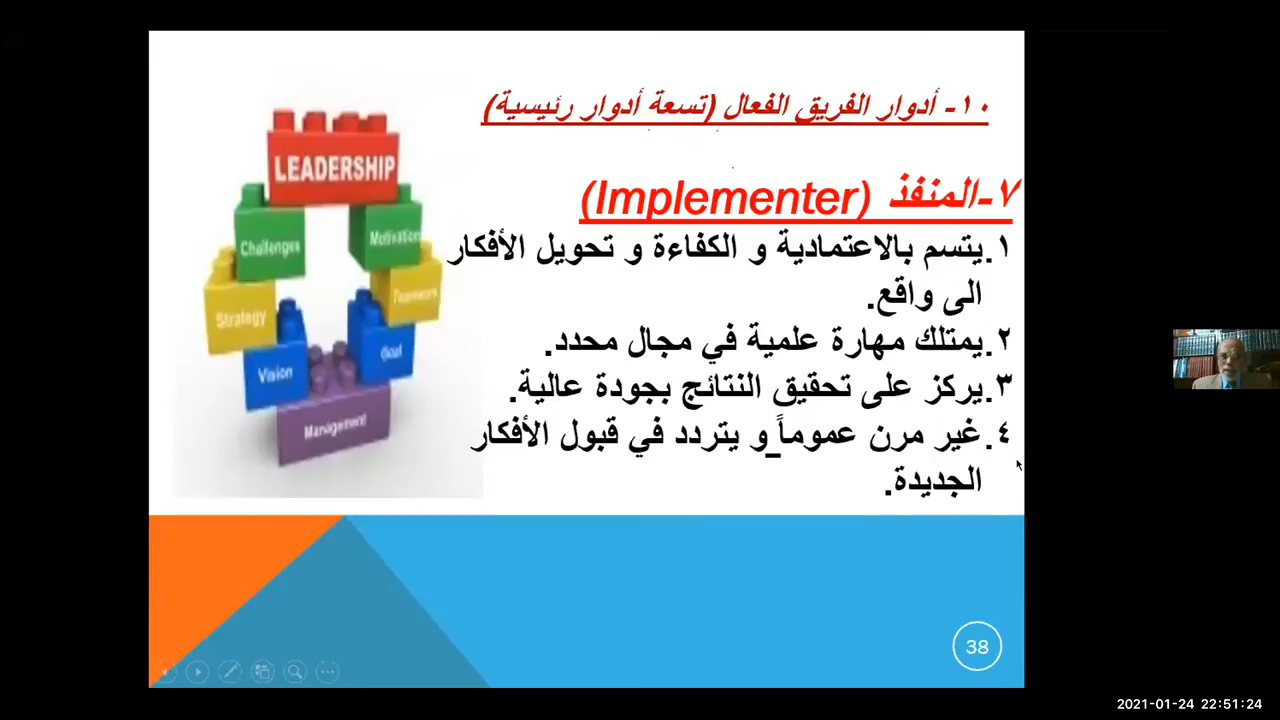 ١٠- أدوار الفريق الفعال (تسعة أدوار رئيسية)
٧-المنفذ (Implementer)
١.يتسم بالاعتمادية و الكفاءة و تحويل الأفكار
الى واقع.
٢.يمتلك مهارة علمية في مجال محدد.
٣.يركز على تحقيق النتائج بجودة عالية.
٤.غير مرن عموماً و يتردد في قبول الأفكار
الجديدة.
LEADERSHIP
Challenges
Motivation
Strategy
Teamwork
Vision
Goal
Management
38
2021-01-24 22:51:24